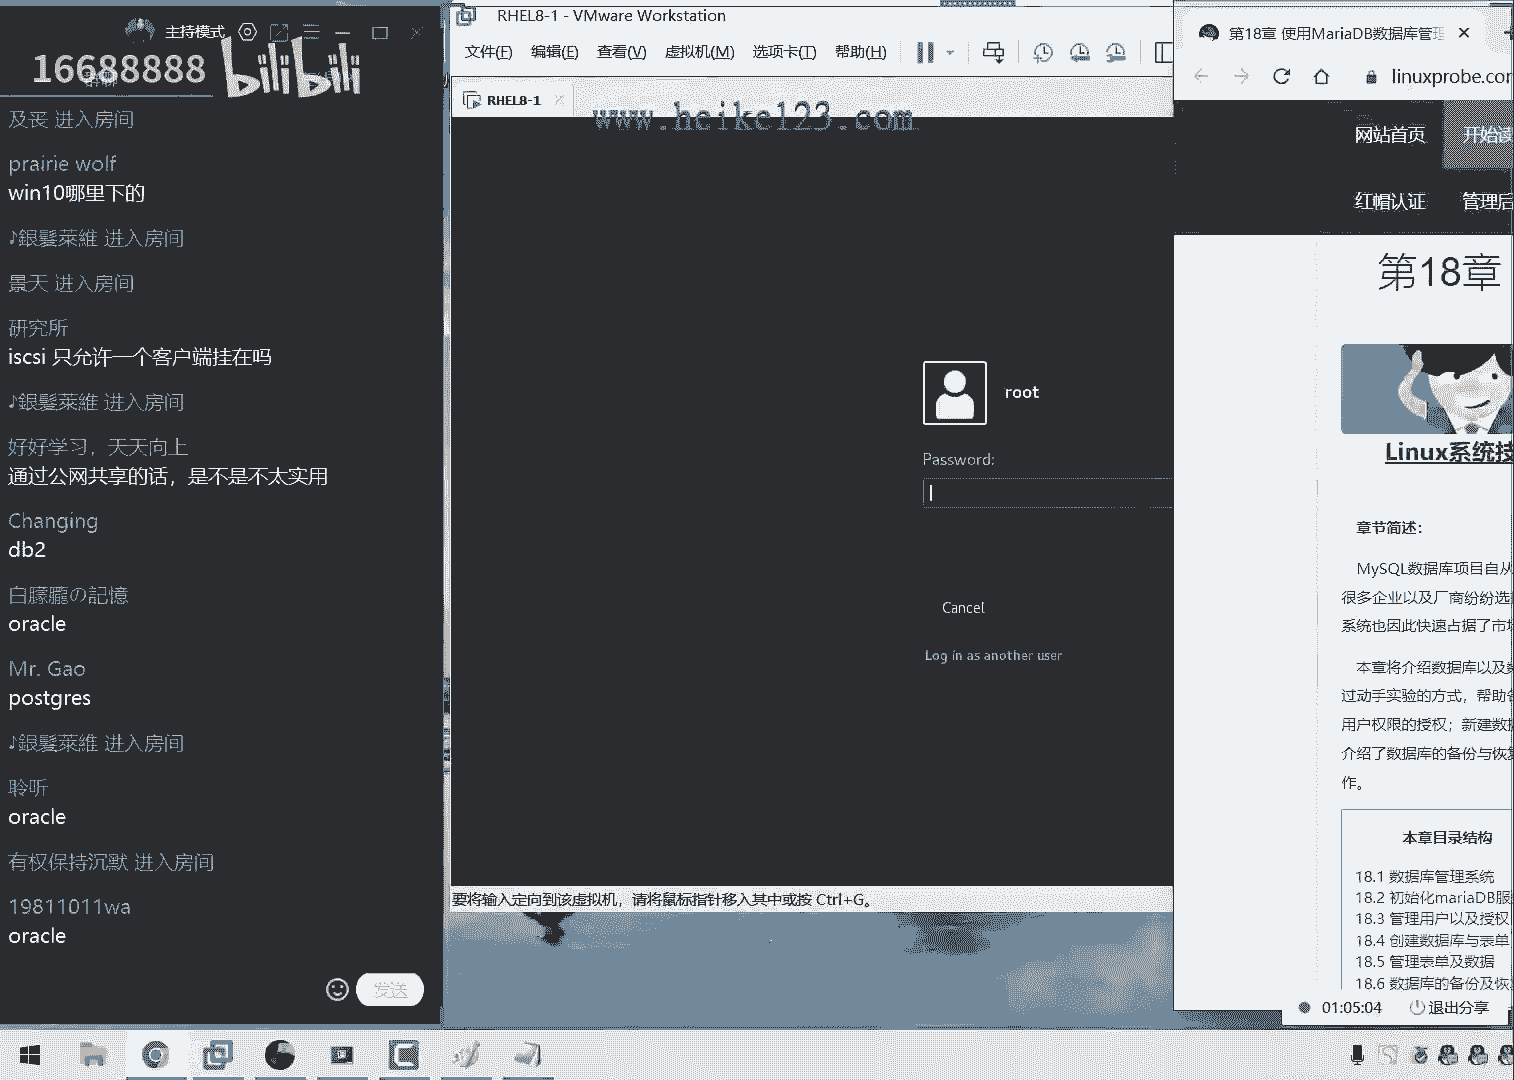 主持模式
16688888
bilibili
及丧 进入房间
prairie wolf
win10哪里下的
♪銀髮萊維 进入房间
景天 进入房间
研究所
iscsi 只允许一个客户端挂在吗
♪銀髮萊維 进入房间
好好学习，天天向上
通过公网共享的话，是不是不太实用
Changing
db2
白朦朧の記憶
oracle
Mr. Gao
postgres
♪銀髮萊維 进入房间
聆听
oracle
有权保持沉默 进入房间
19811011wa
oracle
发送
RHEL8-1 - VMware Workstation
文件(F) 编辑(E) 查看(V) 虚拟机(M) 选项卡(T) 帮助(H)
RHEL8-1
www.heike123.com
root
Password:
Cancel
Log in as another user
要将输入定向到该虚拟机，请将鼠标指针移入其中或按 Ctrl+G。
第18章 使用MariaDB数据库管理
linuxprobe.com
网站首页 开始读
红帽认证 管理后
第18章
Linux系统技
章节简述：
MySQL数据库项目自从
很多企业以及厂商纷纷选
系统也因此快速占据了市场
本章将介绍数据库以及数
过动手实验的方式，帮助各
用户权限的授权；新建数据
介绍了数据库的备份与恢复
作。
本章目录结构
18.1 数据库管理系统
18.2 初始化mariaDB服
18.3 管理用户以及授权
18.4 创建数据库与表单
18.5 管理表单及数据
18.6 数据库的备份及恢
01:05:04 退出分享